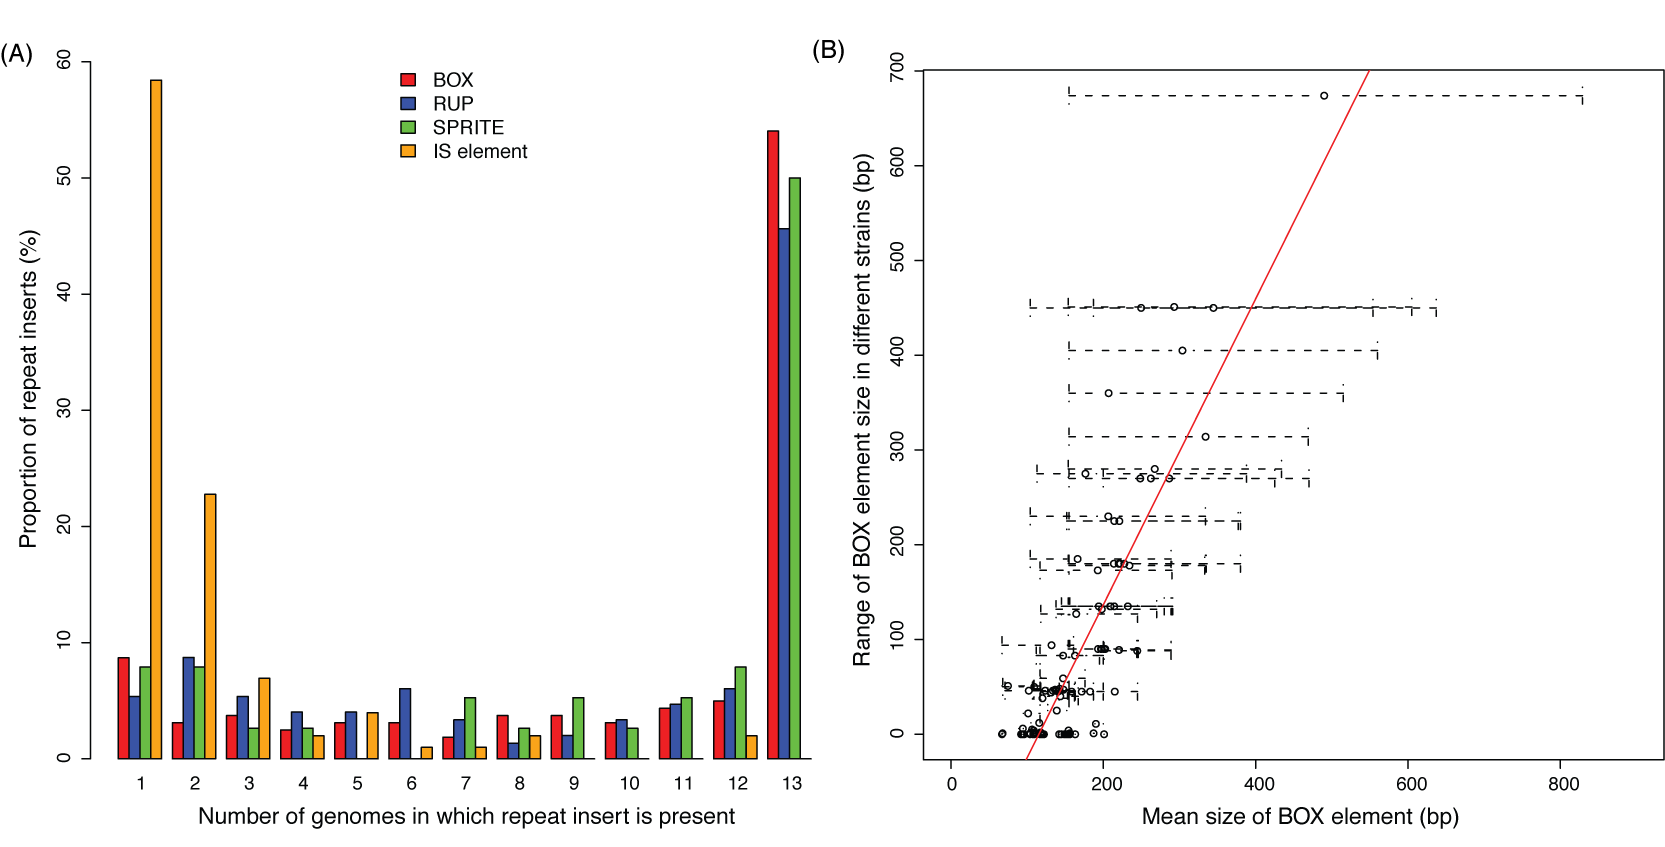 (A)
Proportion of repeat inserts (%)
60
50
40
30
20
10
0
BOX
RUP
SPRITE
IS element
1 2 3 4 5 6 7 8 9 10 11 12 13
Number of genomes in which repeat insert is present
(B)
Range of BOX element size in different strains (bp)
700
600
500
400
300
200
100
0
0 200 400 600 800
Mean size of BOX element (bp)